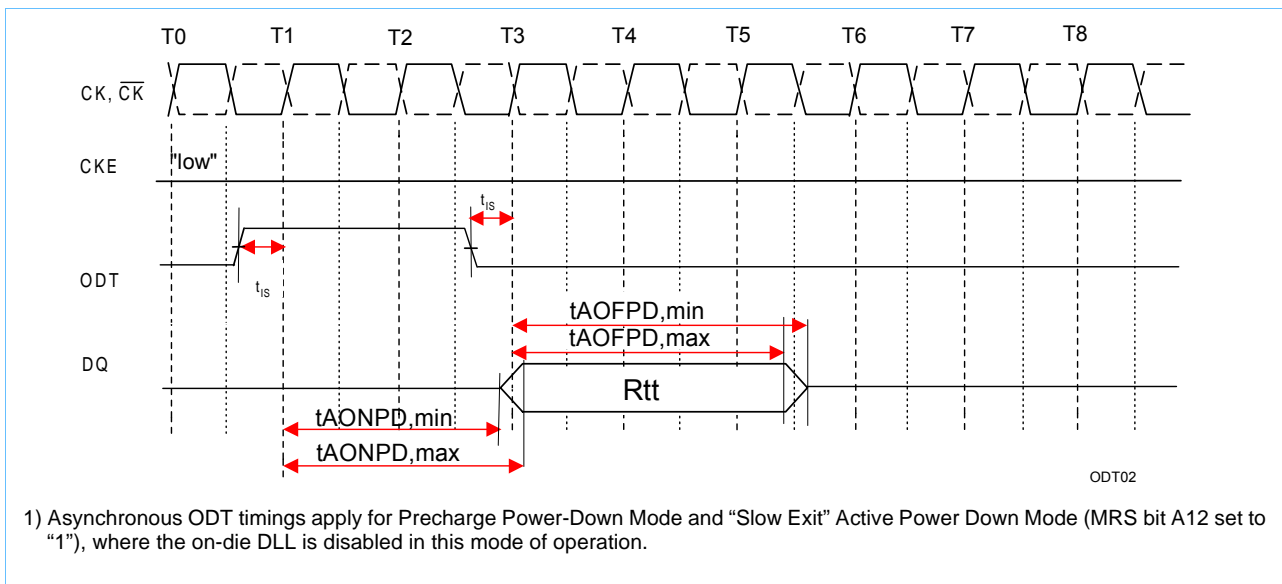 T0 T1 T2 T3 T4 T5 T6 T7 T8
CK, CK
CKE "low"
tIS
ODT
tIS
tAOFPD,min
tAOFPD,max
DQ
Rtt
tAONPD,min
tAONPD,max
ODT02
1) Asynchronous ODT timings apply for Precharge Power-Down Mode and “Slow Exit” Active Power Down Mode (MRS bit A12 set to
“1”), where the on-die DLL is disabled in this mode of operation.